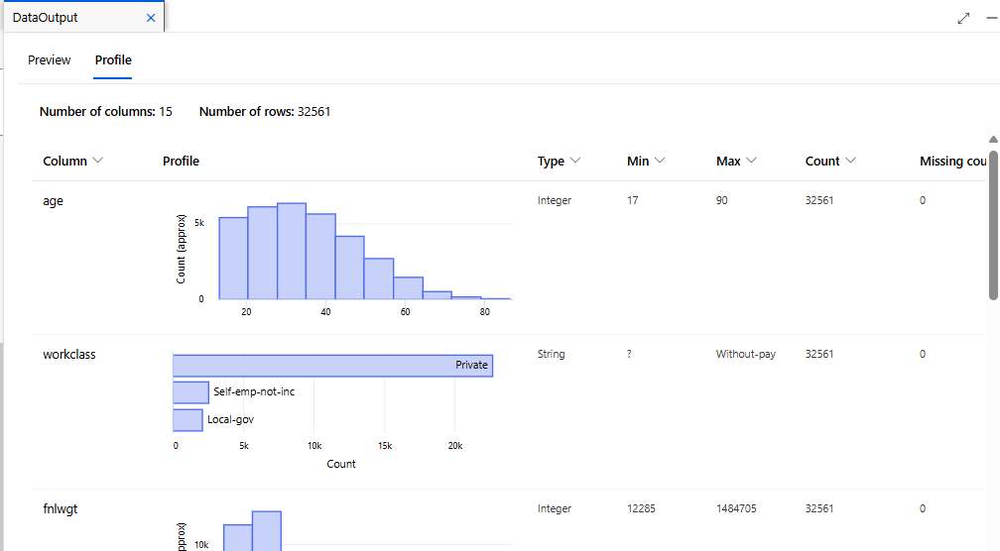 DataOutput
Preview Profile
Number of columns: 15 Number of rows: 32561
Column Profile Type Min Max Count Missing cou
age Integer 17 90 32561 0
Count (approx)
5k
0
20 40 60 80
workclass String ? Without-pay 32561 0
Private
Self-emp-not-inc
Local-gov
0 5k 10k 15k 20k
Count
fnlwgt Integer 12285 1484705 32561 0
pprox)
10k